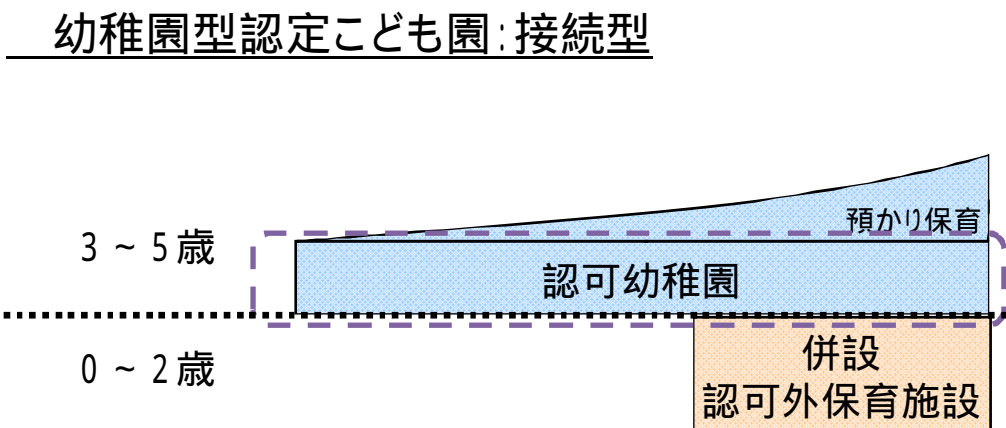 幼稚園型認定こども園:接続型
預かり保育
3 ~ 5 歳
認可幼稚園
0 ~ 2 歳
併設
認可外保育施設